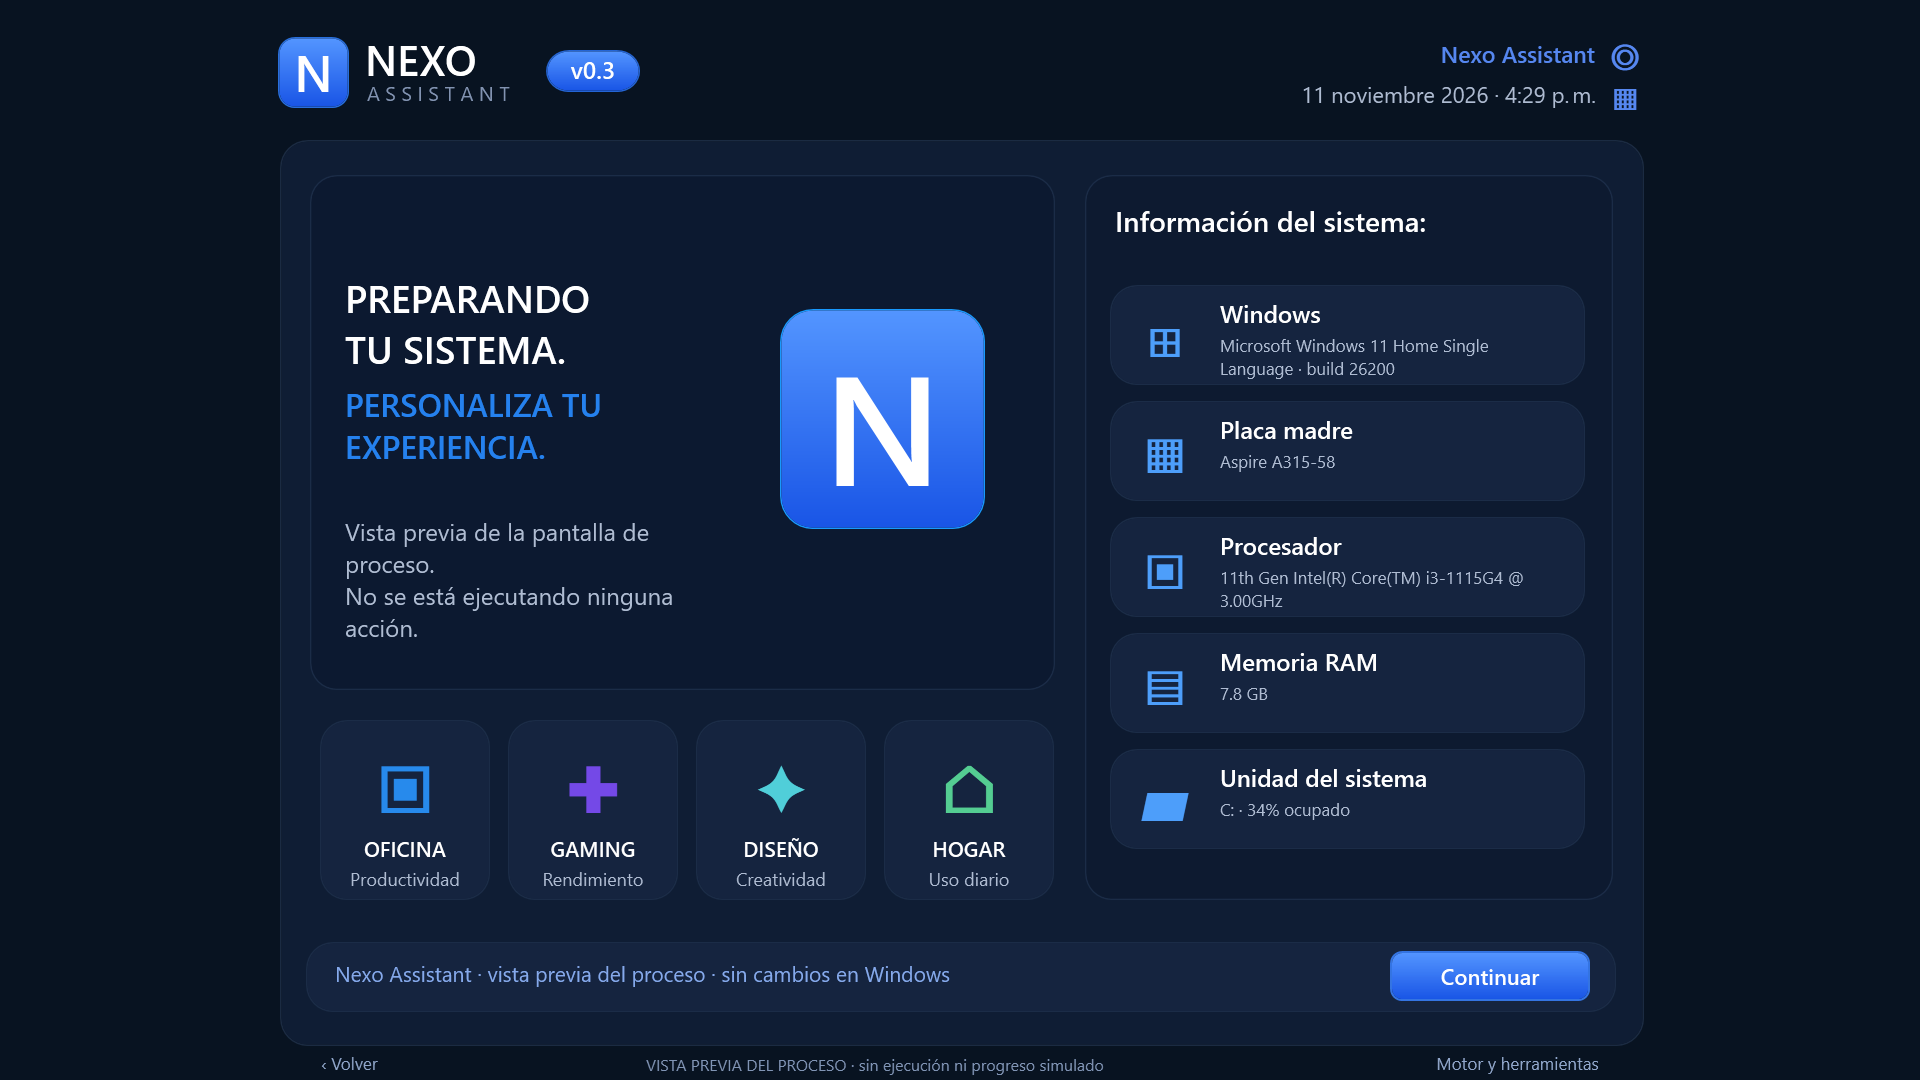 N
NEXO
ASSISTANT
v0.3
Nexo Assistant
11 noviembre 2026 · 4:29 p. m.
PREPARANDO
TU SISTEMA.
PERSONALIZA TU
EXPERIENCIA.
Vista previa de la pantalla de
proceso.
No se está ejecutando ninguna
acción.
N
OFICINA
Productividad
GAMING
Rendimiento
DISEÑO
Creatividad
HOGAR
Uso diario
Información del sistema:
Windows
Microsoft Windows 11 Home Single
Language · build 26200
Placa madre
Aspire A315-58
Procesador
11th Gen Intel(R) Core(TM) i3-1115G4 @
3.00GHz
Memoria RAM
7.8 GB
Unidad del sistema
C: · 34% ocupado
Nexo Assistant · vista previa del proceso · sin cambios en Windows
Continuar
‹ Volver
VISTA PREVIA DEL PROCESO · sin ejecución ni progreso simulado
Motor y herramientas